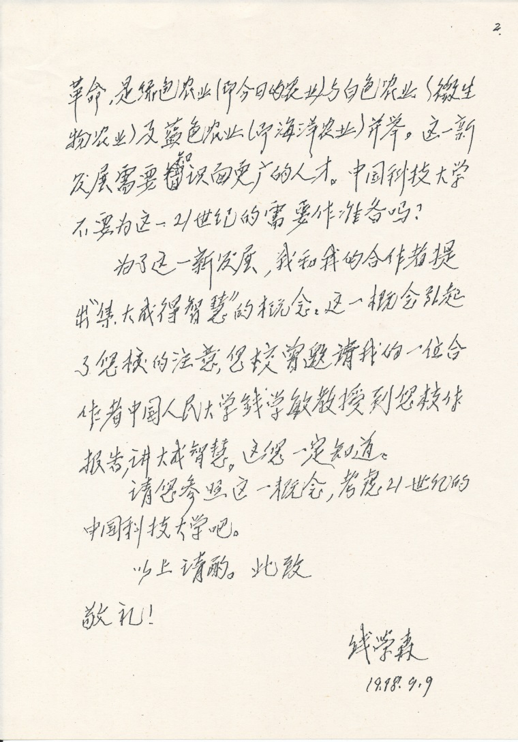 2.
革命，是绿色农业(即今日的农业)与白色农业(微生
物农业)及蓝色农业(即海洋农业)并举。这一新
发展需要知识面更广的人才。中国科技大学
不要为这一21世纪的需要作准备吗？
为了这一新发展，我和我的合作者提
出“集大成得智慧”的概念。这一概念引起
了您校的注意，您校曾邀请我的一位合
作者中国人民大学钱学敏教授到您校作
报告，讲大成智慧。这您一定知道。
请您参照这一概念，考虑21世纪的
中国科技大学吧。
以上请酌。此致
敬礼！
钱学森
1998.9.9